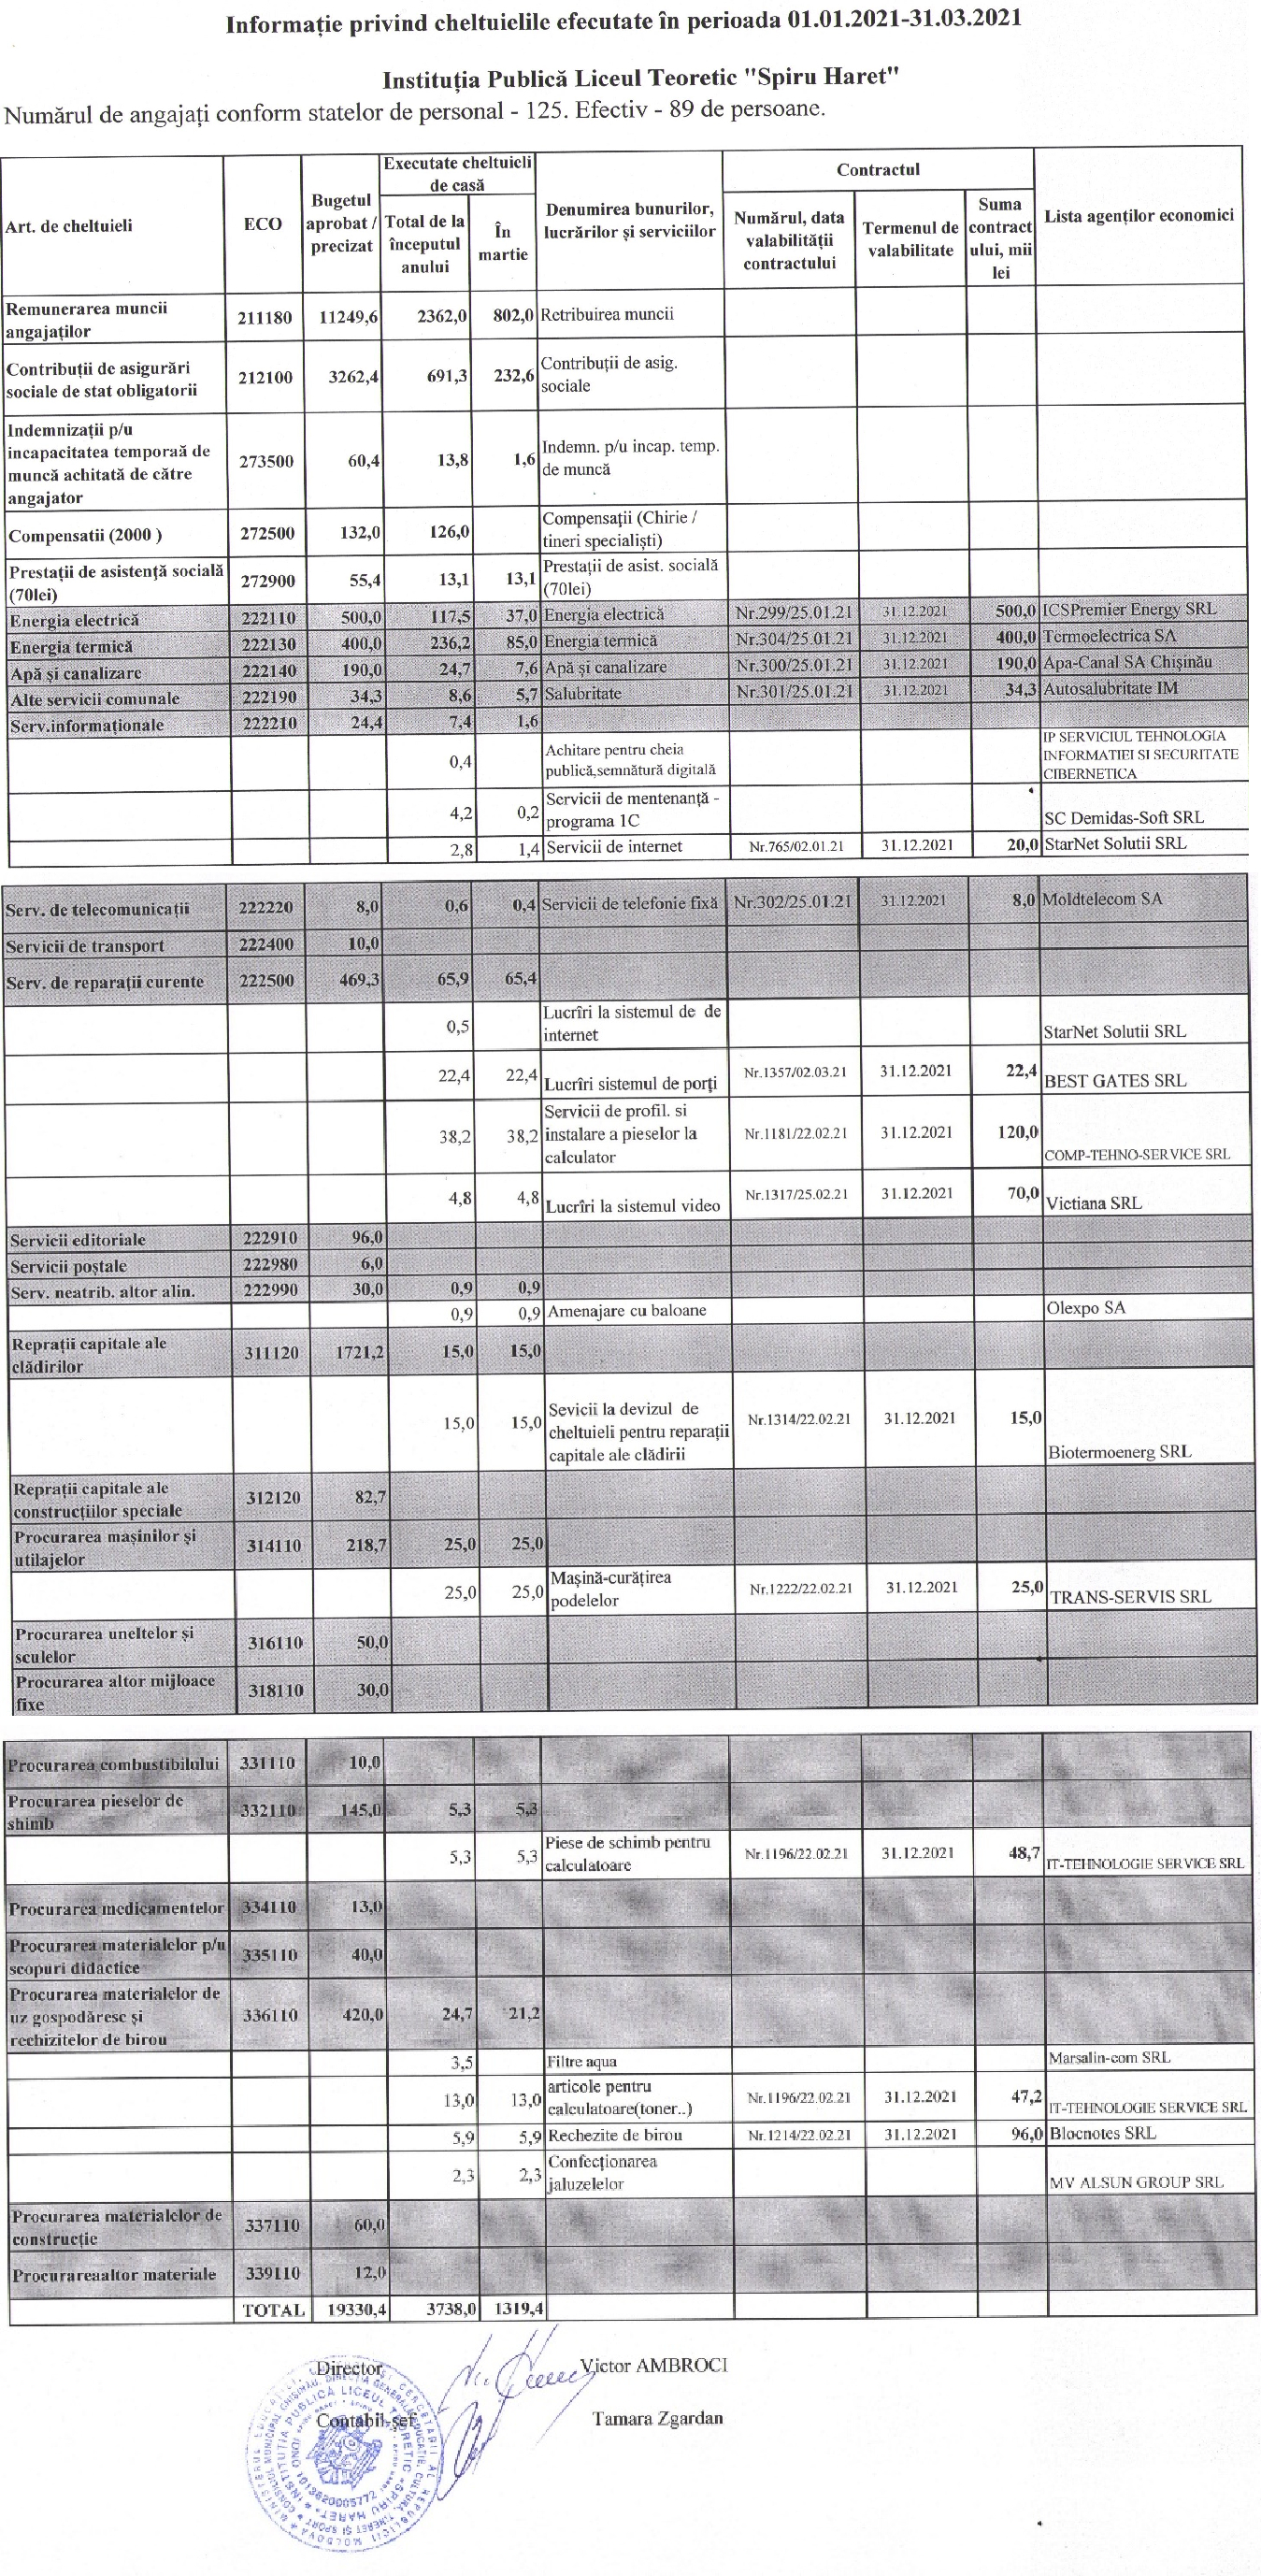 Informație privind cheltuielile efecutate în perioada 01.01.2021-31.03.2021
Instituția Publică Liceul Teoretic "Spiru Haret"
Numărul de angajați conform statelor de personal - 125. Efectiv - 89 de persoane.
Art. de cheltuieli ECO Bugetul aprobat / precizat Executate cheltuieli de casă Denumirea bunurilor, lucrărilor și serviciilor Contractul Lista agenților economici
Total de la începutul anului În martie Numărul, data valabilității contractului Termenul de valabilitate Suma contract ului, mii lei
Remunerarea muncii angajaților 211180 11249,6 2362,0 802,0 Retribuirea muncii
Contribuții de asigurări sociale de stat obligatorii 212100 3262,4 691,3 232,6 Contribuții de asig. sociale
Indemnizații p/u incapacitatea temporaă de muncă achitată de către angajator 273500 60,4 13,8 1,6 Indemn. p/u incap. temp. de muncă
Compensatii (2000 ) 272500 132,0 126,0 Compensații (Chirie / tineri specialiști)
Prestații de asistență socială (70lei) 272900 55,4 13,1 13,1 Prestații de asist. socială (70lei)
Energia electrică 222110 500,0 117,5 37,0 Energia electrică Nr.299/25.01.21 31.12.2021 500,0 ICSPremier Energy SRL
Energia termică 222130 400,0 236,2 85,0 Energia termică Nr.304/25.01.21 31.12.2021 400,0 Termoelectrica SA
Apă și canalizare 222140 190,0 24,7 7,6 Apă și canalizare Nr.300/25.01.21 31.12.2021 190,0 Apa-Canal SA Chișinău
Alte servicii comunale 222190 34,3 8,6 5,7 Salubritate Nr.301/25.01.21 31.12.2021 34,3 Autosalubritate IM
Serv.informaționale 222210 24,4 7,4 1,6
0,4 Achitare pentru cheia publică,semnătură digitală IP SERVICIUL TEHNOLOGIA INFORMATIEI SI SECURITATE CIBERNETICA
4,2 0,2 Servicii de mentenanță - programa 1C SC Demidas-Soft SRL
2,8 1,4 Servicii de internet Nr.765/02.01.21 31.12.2021 20,0 StarNet Solutii SRL
Serv. de telecomunicații 222220 8,0 0,6 0,4 Servicii de telefonie fixă Nr.302/25.01.21 31.12.2021 8,0 Moldtelecom SA
Servicii de transport 222400 10,0
Serv. de reparații curente 222500 469,3 65,9 65,4
0,5 Lucrîri la sistemul de de internet StarNet Solutii SRL
22,4 22,4 Lucrîri sistemul de porți Nr.1357/02.03.21 31.12.2021 22,4 BEST GATES SRL
38,2 38,2 Servicii de profil. si instalare a pieselor la calculator Nr.1181/22.02.21 31.12.2021 120,0 COMP-TEHNO-SERVICE SRL
4,8 4,8 Lucrîri la sistemul video Nr.1317/25.02.21 31.12.2021 70,0 Victiana SRL
Servicii editoriale 222910 96,0
Servicii poștale 222980 6,0
Serv. neatrib. altor alin. 222990 30,0 0,9 0,9
0,9 0,9 Amenajare cu baloane Olexpo SA
Reprații capitale ale clădirilor 311120 1721,2 15,0 15,0
15,0 15,0 Sevicii la devizul de cheltuieli pentru reparații capitale ale clădirii Nr.1314/22.02.21 31.12.2021 15,0 Biotermoenerg SRL
Reprații capitale ale construcțiilor speciale 312120 82,7
Procurarea mașinilor și utilajelor 314110 218,7 25,0 25,0
25,0 25,0 Mașină-curățirea podelelor Nr.1222/22.02.21 31.12.2021 25,0 TRANS-SERVIS SRL
Procurarea uneltelor și sculelor 316110 50,0
Procurarea altor mijloace fixe 318110 30,0
Procurarea combustibilului 331110 10,0
Procurarea pieselor de shimb 332110 145,0 5,3 5,3
5,3 5,3 Piese de schimb pentru calculatoare Nr.1196/22.02.21 31.12.2021 48,7 IT-TEHNOLOGIE SERVICE SRL
Procurarea medicamentelor 334110 13,0
Procurarea materialelor p/u scopuri didactice 335110 40,0
Procurarea materialelor de uz gospodăresc și rechizitelor de birou 336110 420,0 24,7 21,2
3,5 Filtre aqua Marsalin-com SRL
13,0 13,0 articole pentru calculatoare(toner..) Nr.1196/22.02.21 31.12.2021 47,2 IT-TEHNOLOGIE SERVICE SRL
5,9 5,9 Rechezite de birou Nr.1214/22.02.21 31.12.2021 96,0 Blocnotes SRL
2,3 2,3 Confecționarea jaluzelelor MV ALSUN GROUP SRL
Procurarea materialelor de construcție 337110 60,0
Procurareaaltor materiale 339110 12,0
TOTAL 19330,4 3738,0 1319,4
Director Victor AMBROCI
Contabil-șef Tamara Zgardan